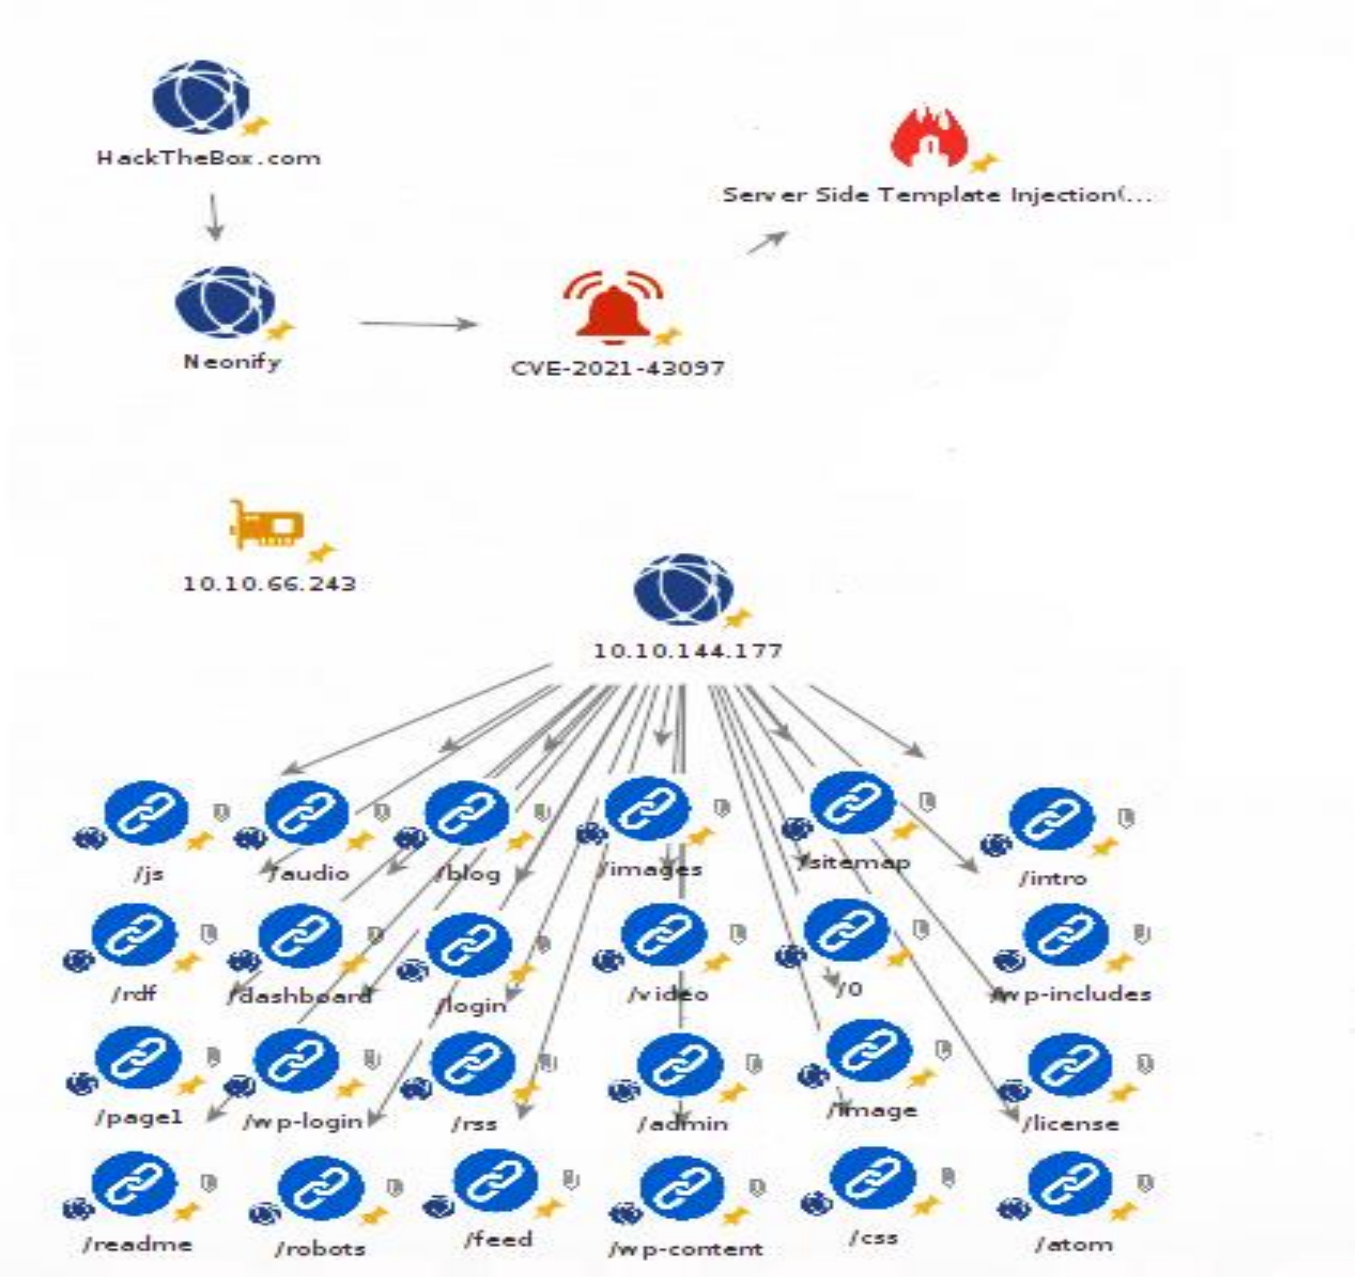 HackTheBox.com
Server Side Template Injection(...
Neonify
CVE-2021-43097
10.10.66.243
10.10.144.177
/js
/audio
/blog
/images
/sitemap
/intro
/rdf
/dashboard
/login
/video
/0
/wp-includes
/page1
/wp-login
/rss
/admin
/image
/license
/readme
/robots
/feed
/wp-content
/css
/atom